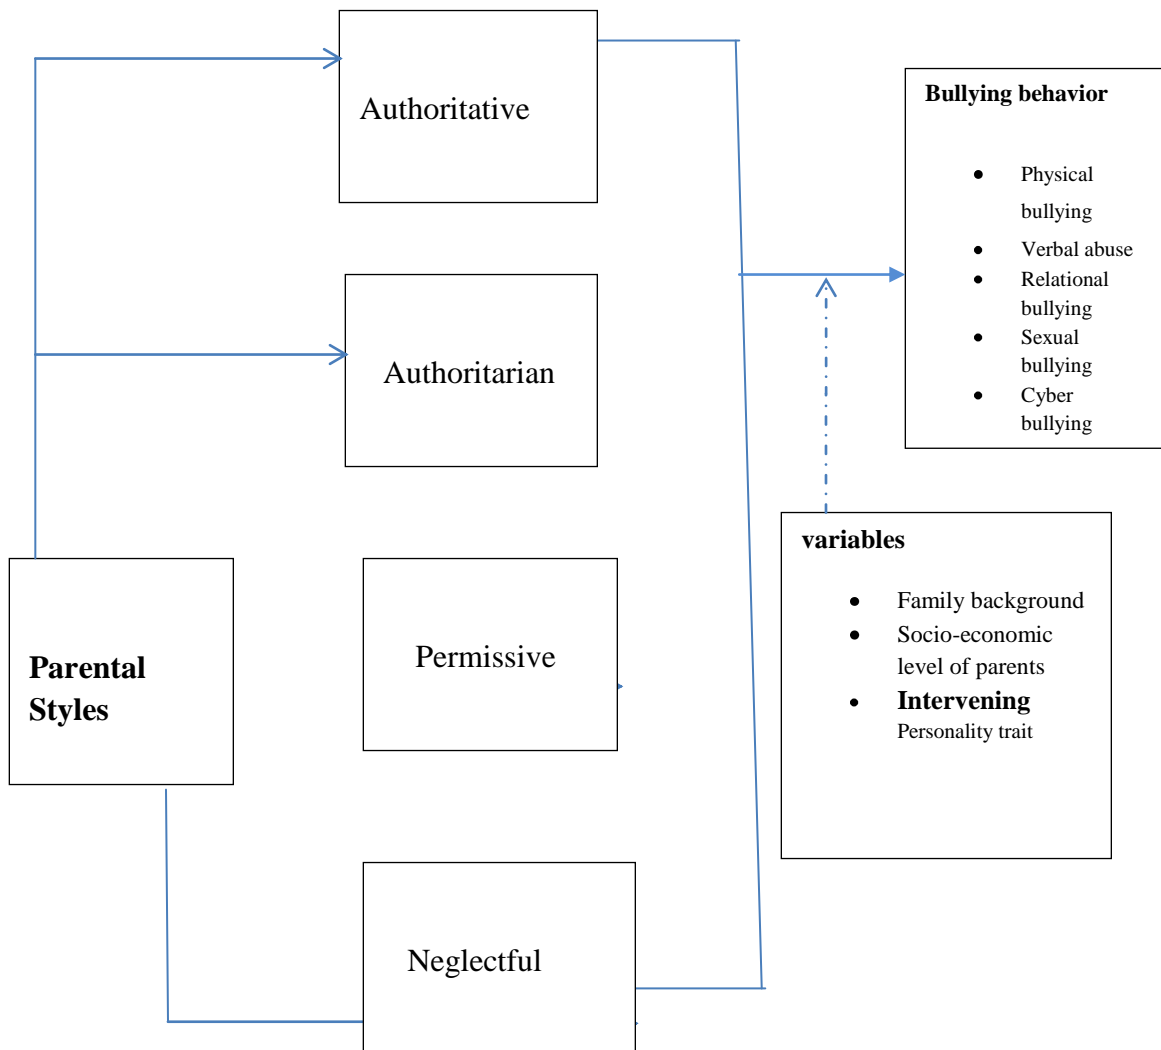 Authoritative
Authoritarian
Parental
Styles
Permissive
Neglectful
Bullying behavior
● Physical
bullying
● Verbal abuse
● Relational
bullying
● Sexual
bullying
● Cyber
bullying
variables
● Family background
● Socio-economic
level of parents
● Intervening
Personality trait